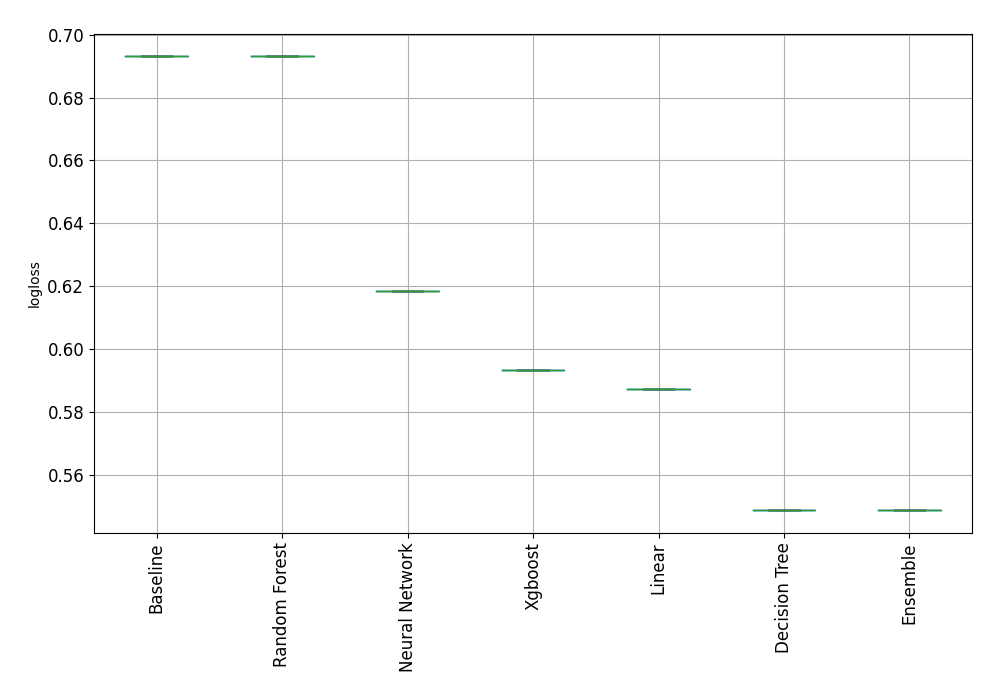 0.70
0.68
0.66
0.64
0.62
0.60
0.58
0.56
logloss
Baseline
Random Forest
Neural Network
Xgboost
Linear
Decision Tree
Ensemble